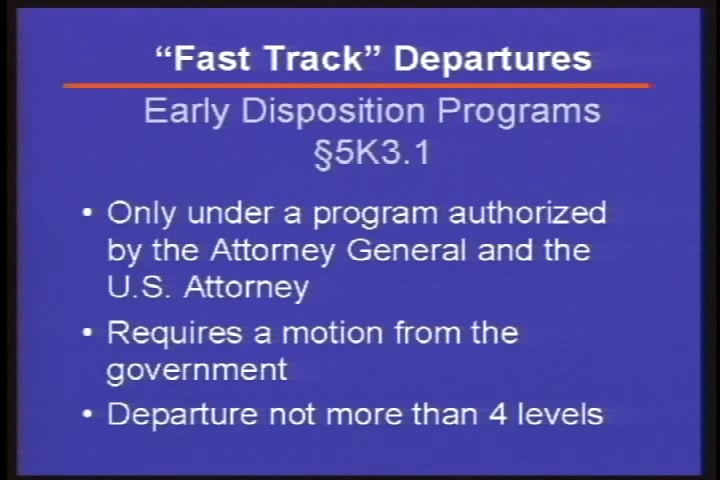 “Fast Track” Departures
Early Disposition Programs
§5K3.1
• Only under a program authorized
by the Attorney General and the
U.S. Attorney
• Requires a motion from the
government
• Departure not more than 4 levels